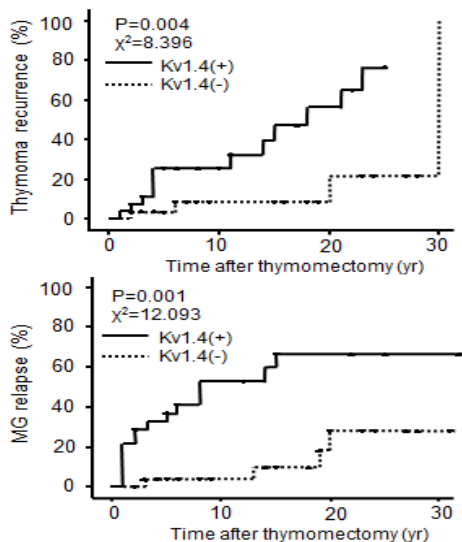 100
P=0.004
χ²=8.396
80
Kv1.4(+)
Kv1.4(-)
60
40
20
0
Thymoma recurrence (%)
0 10 20 30
Time after thymomectomy (yr)
100
P=0.001
χ²=12.093
80
Kv1.4(+)
Kv1.4(-)
60
40
20
0
MG relapse (%)
0 10 20 30
Time after thymomectomy (yr)